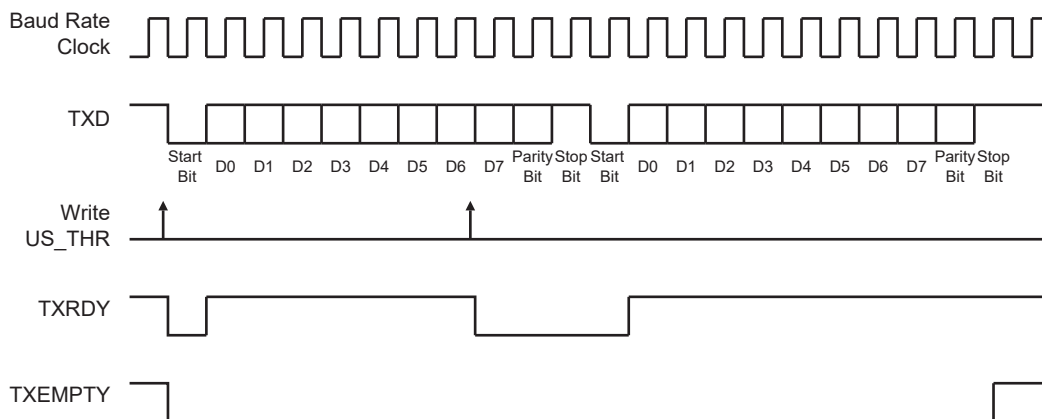 Baud Rate
Clock
TXD
Start Parity Stop Start Parity Stop
Bit D0 D1 D2 D3 D4 D5 D6 D7 Bit Bit Bit D0 D1 D2 D3 D4 D5 D6 D7 Bit Bit
Write
US_THR
TXRDY
TXEMPTY